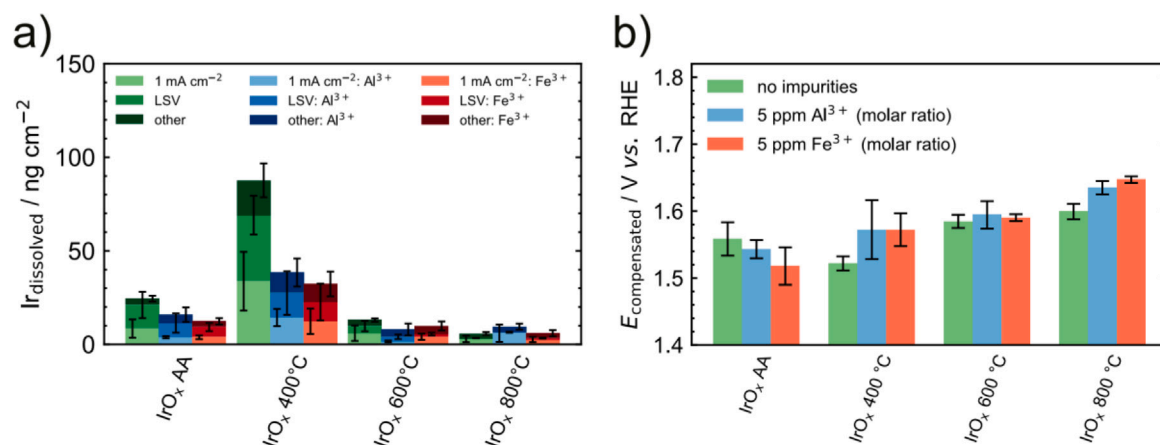 a)
Ir_dissolved / ng cm⁻²
150
100
50
0
1 mA cm⁻²
LSV
other
1 mA cm⁻²: Al³⁺
LSV: Al³⁺
other: Al³⁺
1 mA cm⁻²: Fe³⁺
LSV: Fe³⁺
other: Fe³⁺
IrOₓ AA
IrOₓ 400°C
IrOₓ 600°C
IrOₓ 800°C
b)
E_compensated / V vs. RHE
1.8
1.7
1.6
1.5
1.4
no impurities
5 ppm Al³⁺ (molar ratio)
5 ppm Fe³⁺ (molar ratio)
IrOₓ AA
IrOₓ 400 °C
IrOₓ 600 °C
IrOₓ 800 °C